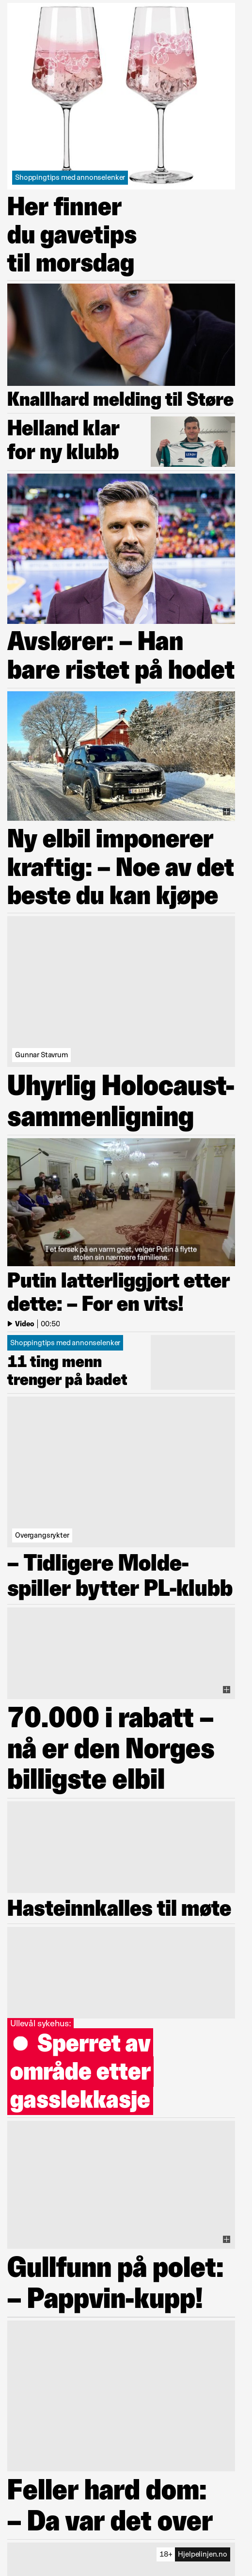 Shoppingtips med annonselenker
Her finner
du gavetips
til morsdag
Knallhard melding til Støre
Helland klar
for ny klubb
Avslører: – Han
bare ristet på hodet
Ny elbil imponerer
kraftig: – Noe av det
beste du kan kjøpe
Gunnar Stavrum
Uhyrlig Holocaust-
sammenligning
I et forsøk på en varm gest, velger Putin å flytte
stolen sin nærmere familiene.
Putin latterliggjort etter
dette: – For en vits!
Video | 00:50
Shoppingtips med annonselenker
11 ting menn
trenger på badet
Overgangsrykter
– Tidligere Molde-
spiller bytter PL-klubb
70.000 i rabatt –
nå er den Norges
billigste elbil
Hasteinnkalles til møte
Ullevål sykehus:
Sperret av
område etter
gasslekkasje
Gullfunn på polet:
– Pappvin-kupp!
Feller hard dom:
– Da var det over
18+ Hjelpelinjen.no